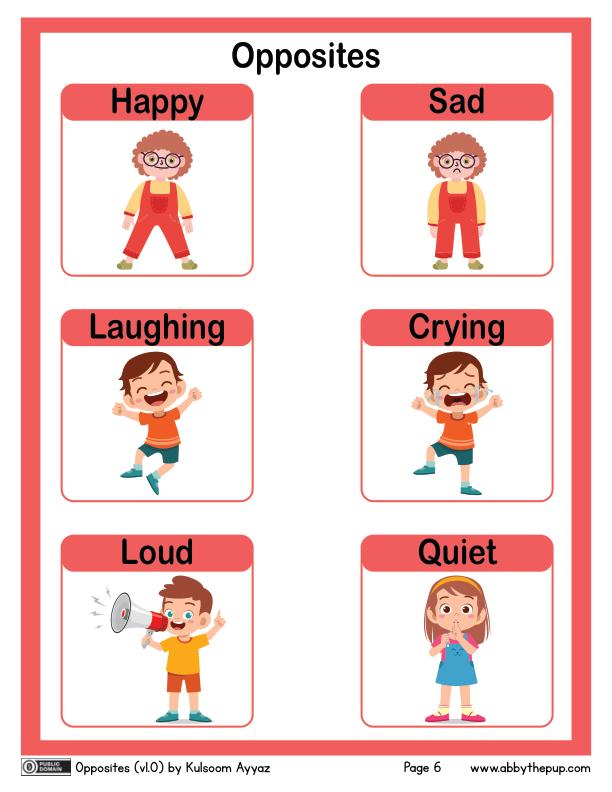 Opposites
Happy
Sad
Laughing
Crying
Loud
Quiet
0 PUBLIC DOMAIN Opposites (v1.0) by Kulsoom Ayyaz Page 6 www.abbythepup.com